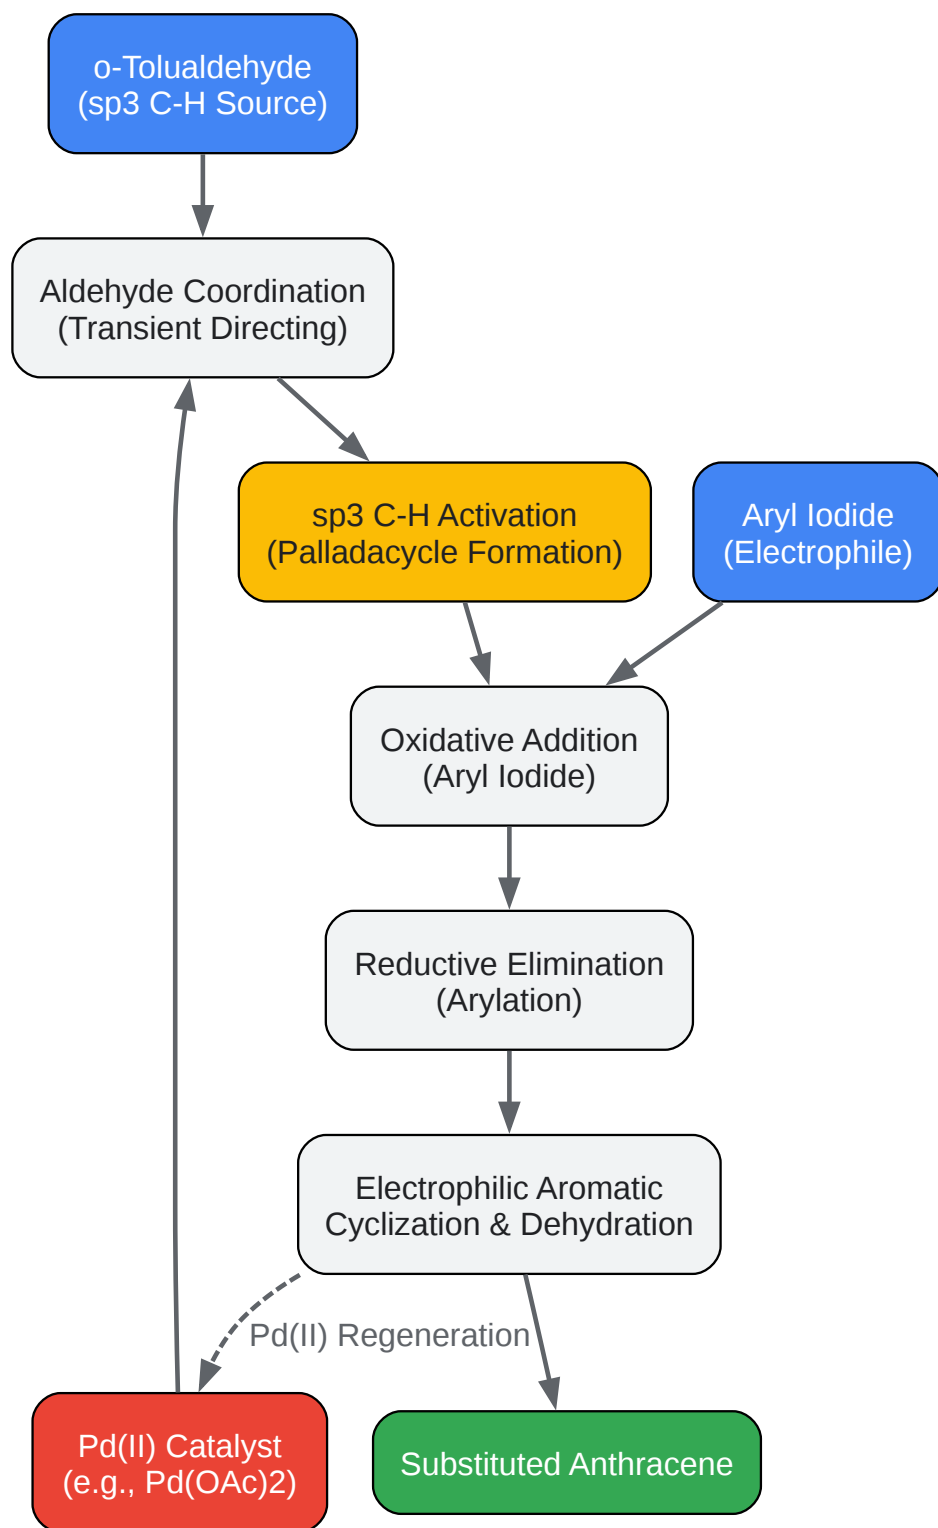 o-Tolualdehyde
(sp3 C-H Source)
Aldehyde Coordination
(Transient Directing)
sp3 C-H Activation
(Palladacycle Formation)
Aryl Iodide
(Electrophile)
Oxidative Addition
(Aryl Iodide)
Reductive Elimination
(Arylation)
Electrophilic Aromatic
Cyclization & Dehydration
Pd(II) Regeneration
Pd(II) Catalyst
(e.g., Pd(OAc)2)
Substituted Anthracene